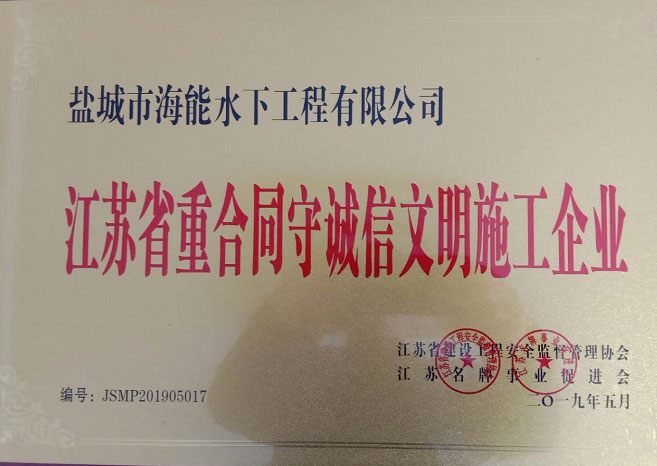 盐城市海能水下工程有限公司
江苏省重合同守诚信文明施工企业
江苏省建设工程安全监督管理协会
江苏名牌事业促进会
编号：JSMP201905017
二〇一九年五月